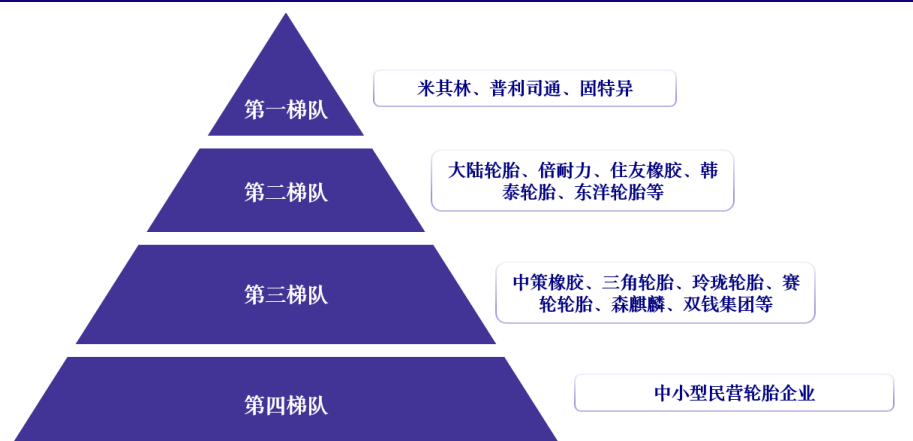 第一梯队
米其林、普利司通、固特异
第二梯队
大陆轮胎、倍耐力、住友橡胶、韩
泰轮胎、东洋轮胎等
第三梯队
中策橡胶、三角轮胎、玲珑轮胎、赛
轮轮胎、森麒麟、双钱集团等
第四梯队
中小型民营轮胎企业